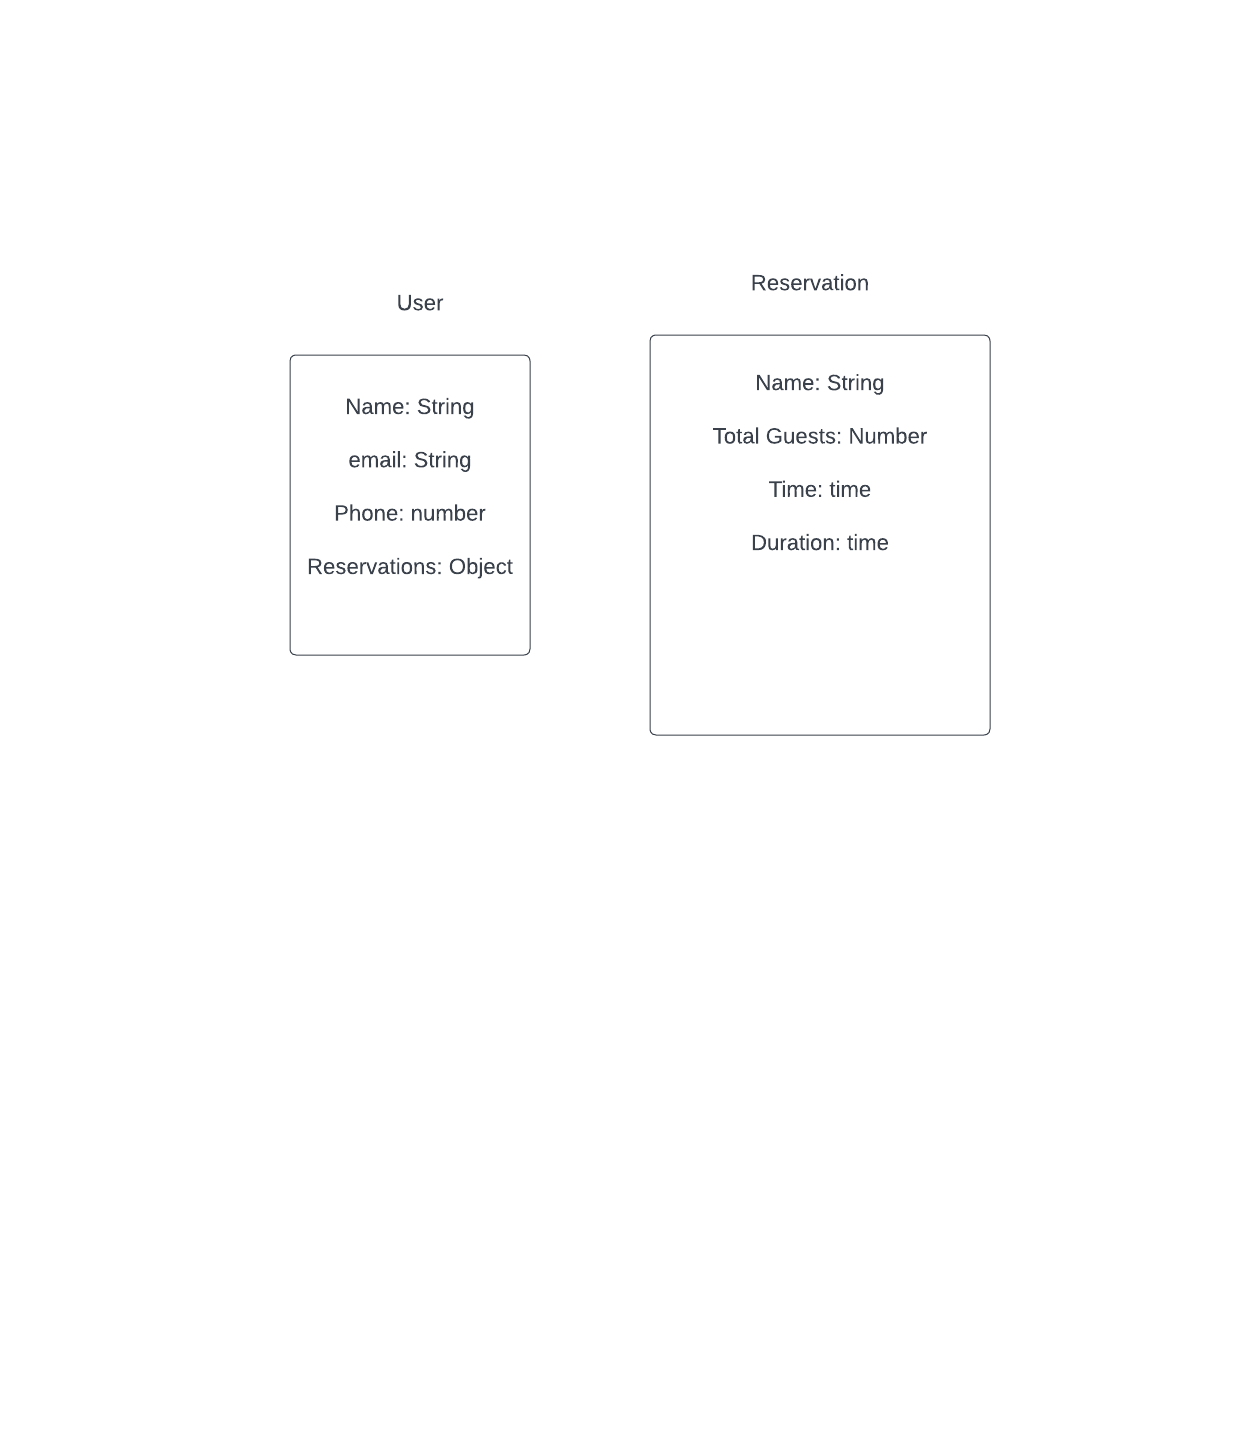 User
Name: String
email: String
Phone: number
Reservations: Object
Reservation
Name: String
Total Guests: Number
Time: time
Duration: time